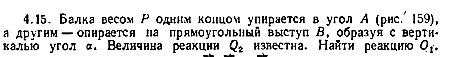 4.15. Балка весом P одним концом упирается в угол A (рис. 159),
а другим — опирается на прямоугольный выступ B, образуя с верти-
калью угол α. Величина реакции Q₂ известна. Найти реакцию Q₁.